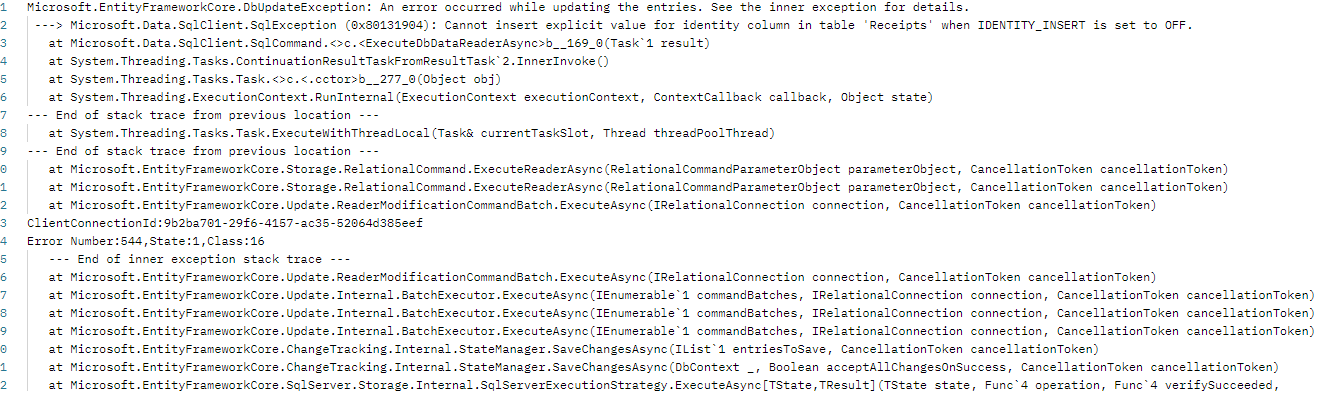 1 Microsoft.EntityFrameworkCore.DbUpdateException: An error occurred while updating the entries. See the inner exception for details.
2 ---> Microsoft.Data.SqlClient.SqlException (0x80131904): Cannot insert explicit value for identity column in table 'Receipts' when IDENTITY_INSERT is set to OFF.
3 at Microsoft.Data.SqlClient.SqlCommand.<>c.<ExecuteDbDataReaderAsync>b__169_0(Task`1 result)
4 at System.Threading.Tasks.ContinuationResultTaskFromResultTask`2.InnerInvoke()
5 at System.Threading.Tasks.Task.<>c.<.cctor>b__277_0(Object obj)
6 at System.Threading.ExecutionContext.RunInternal(ExecutionContext executionContext, ContextCallback callback, Object state)
7 --- End of stack trace from previous location ---
8 at System.Threading.Tasks.Task.ExecuteWithThreadLocal(Task& currentTaskSlot, Thread threadPoolThread)
9 --- End of stack trace from previous location ---
0 at Microsoft.EntityFrameworkCore.Storage.RelationalCommand.ExecuteReaderAsync(RelationalCommandParameterObject parameterObject, CancellationToken cancellationToken)
1 at Microsoft.EntityFrameworkCore.Storage.RelationalCommand.ExecuteReaderAsync(RelationalCommandParameterObject parameterObject, CancellationToken cancellationToken)
2 at Microsoft.EntityFrameworkCore.Update.ReaderModificationCommandBatch.ExecuteAsync(IRelationalConnection connection, CancellationToken cancellationToken)
3 ClientConnectionId:9b2ba701-29f6-4157-ac35-52064d385eef
4 Error Number:544,State:1,Class:16
5 --- End of inner exception stack trace ---
6 at Microsoft.EntityFrameworkCore.Update.ReaderModificationCommandBatch.ExecuteAsync(IRelationalConnection connection, CancellationToken cancellationToken)
7 at Microsoft.EntityFrameworkCore.Update.Internal.BatchExecutor.ExecuteAsync(IEnumerable`1 commandBatches, IRelationalConnection connection, CancellationToken cancellationToken)
8 at Microsoft.EntityFrameworkCore.Update.Internal.BatchExecutor.ExecuteAsync(IEnumerable`1 commandBatches, IRelationalConnection connection, CancellationToken cancellationToken)
9 at Microsoft.EntityFrameworkCore.Update.Internal.BatchExecutor.ExecuteAsync(IEnumerable`1 commandBatches, IRelationalConnection connection, CancellationToken cancellationToken)
0 at Microsoft.EntityFrameworkCore.ChangeTracking.Internal.StateManager.SaveChangesAsync(IList`1 entriesToSave, CancellationToken cancellationToken)
1 at Microsoft.EntityFrameworkCore.ChangeTracking.Internal.StateManager.SaveChangesAsync(DbContext _, Boolean acceptAllChangesOnSuccess, CancellationToken cancellationToken)
2 at Microsoft.EntityFrameworkCore.SqlServer.Storage.Internal.SqlServerExecutionStrategy.ExecuteAsync[TState,TResult](TState state, Func`4 operation, Func`4 verifySucceeded,